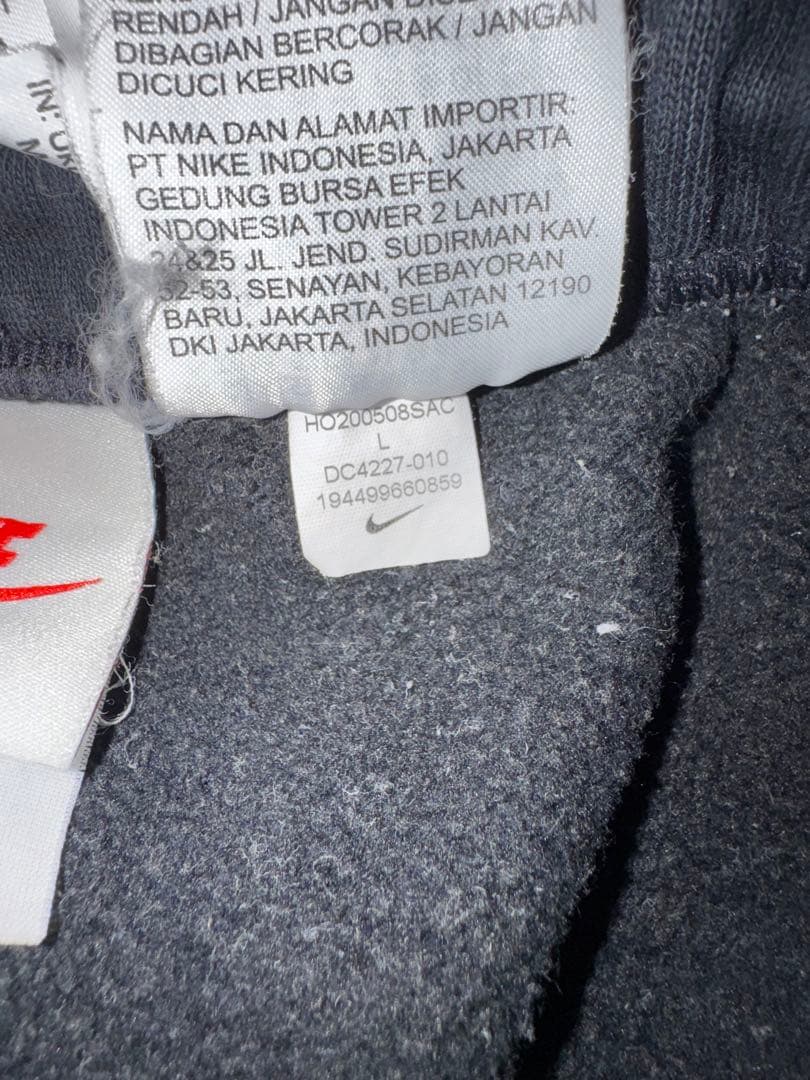 RENDAH / JANGAN
DIBAGIAN BERCORAK / JANGAN
DICUCI KERING
NAMA DAN ALAMAT IMPORTIR:
PT NIKE INDONESIA, JAKARTA
GEDUNG BURSA EFEK
INDONESIA TOWER 2 LANTAI
24&25 JL. JEND. SUDIRMAN KAV.
52-53, SENAYAN, KEBAYORAN
BARU, JAKARTA SELATAN 12190
DKI JAKARTA, INDONESIA
IN:
HO200508SAC
L
DC4227-010
194499660859